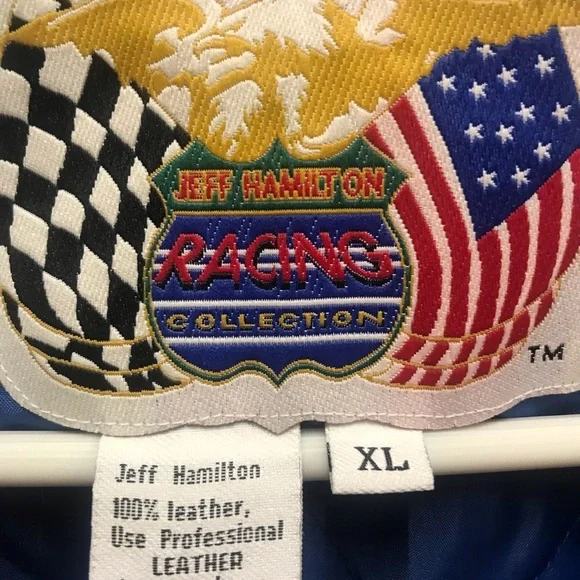 JEFF HAMILTON
RACING
COLLECTION
TM
XL
Jeff Hamilton
100% leather,
Use Professional
LEATHER